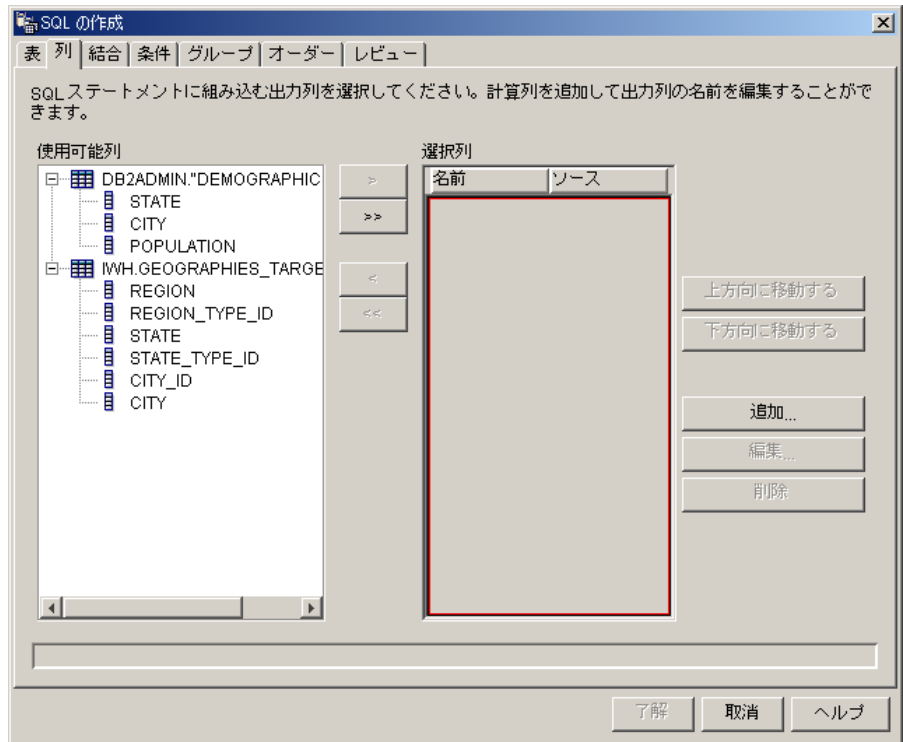 SQL の作成
表 列 結合 条件 グループ オーダー レビュー
SQLステートメントに組み込む出力列を選択してください。計算列を追加して出力列の名前を編集することがで
きます。
使用可能列
選択列
DB2ADMIN."DEMOGRAPHIC
STATE
CITY
POPULATION
IWH.GEOGRAPHIES_TARGE
REGION
REGION_TYPE_ID
STATE
STATE_TYPE_ID
CITY_ID
CITY
>
>>
<
<<
名前 ソース
上方向に移動する
下方向に移動する
追加...
編集...
削除
了解 取消 ヘルプ